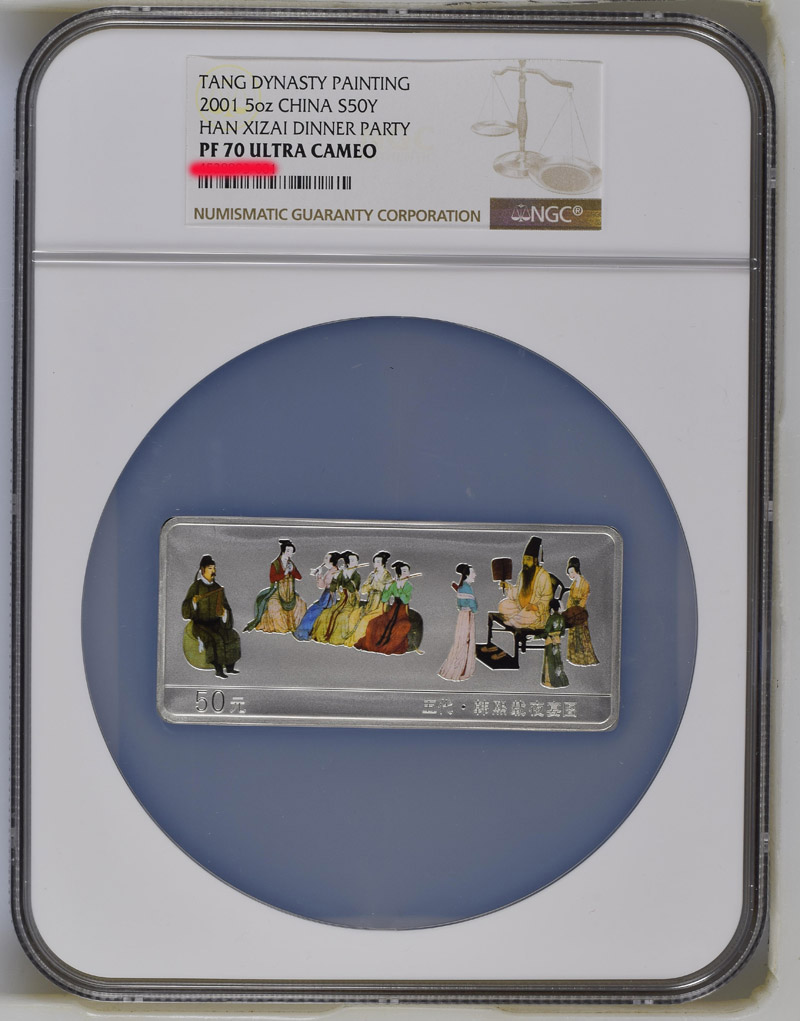 TANG DYNASTY PAINTING
2001 5oz CHINA S50Y
HAN XIZAI DINNER PARTY
PF 70 ULTRA CAMEO
NUMISMATIC GUARANTY CORPORATION
NGC®
50元
五代·韩熙载夜宴图